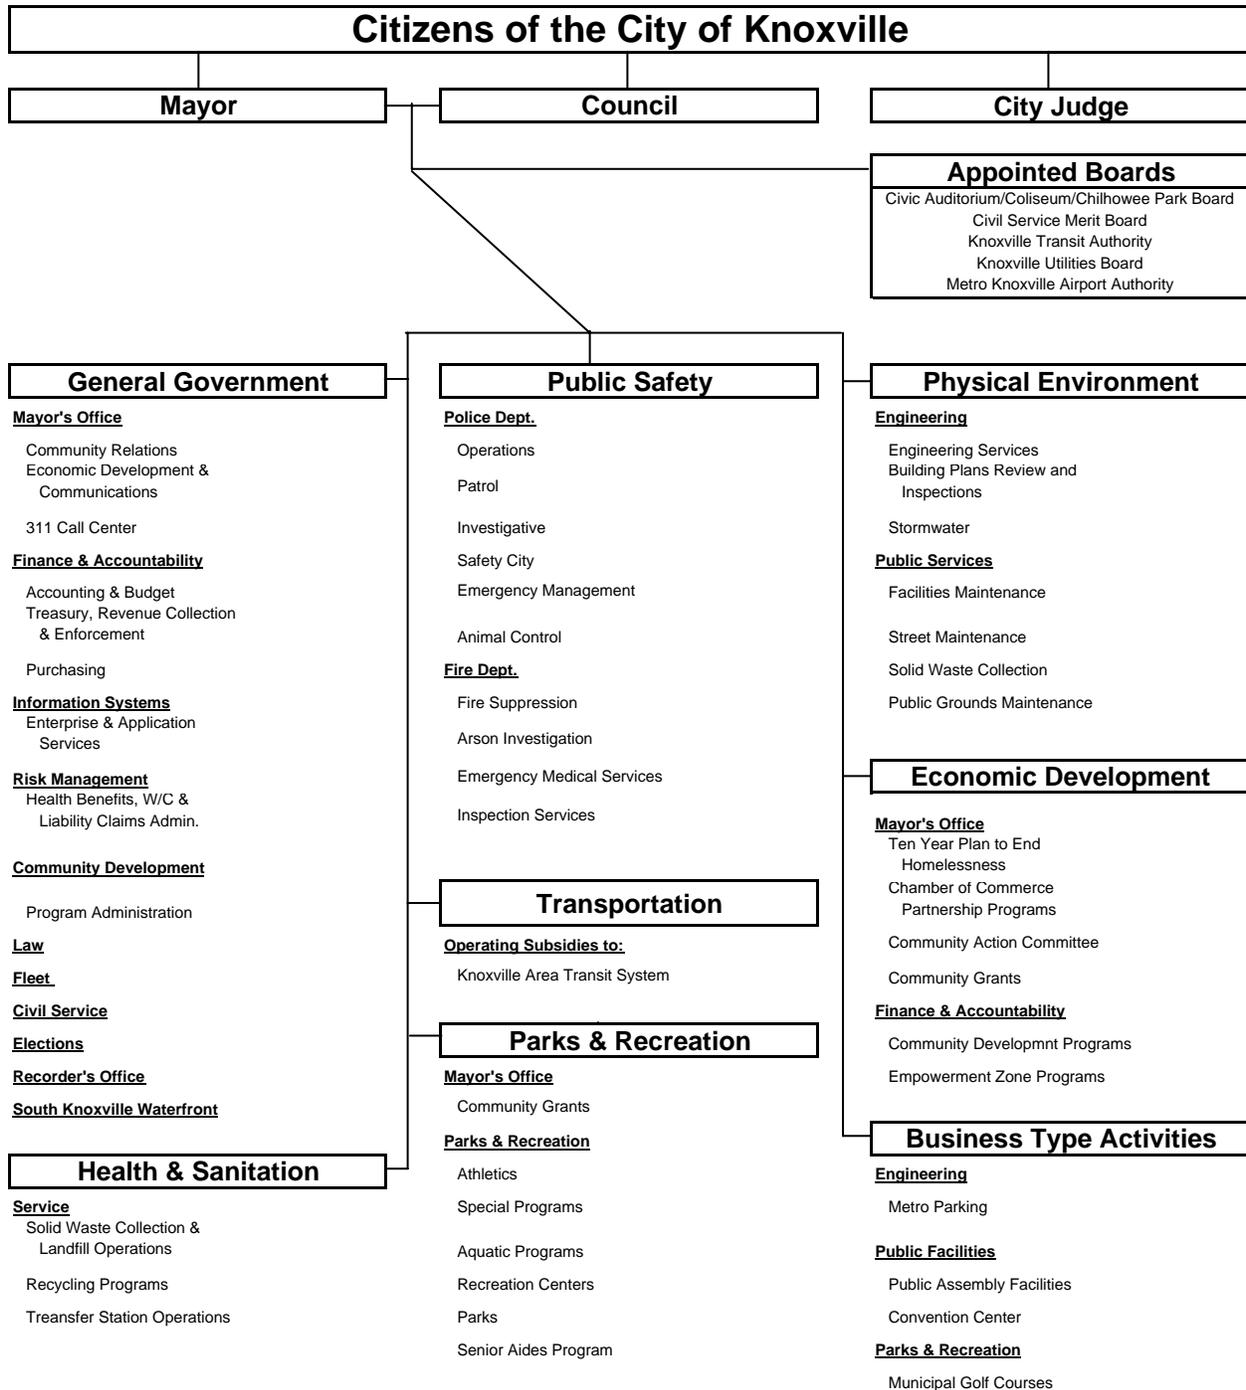 Citizens of the City of Knoxville
Mayor
Council
City Judge
Appointed Boards
Civic Auditorium/Coliseum/Chilhowee Park Board
Civil Service Merit Board
Knoxville Transit Authority
Knoxville Utilities Board
Metro Knoxville Airport Authority
General Government
Mayor's Office
Community Relations
Economic Development &
Communications
311 Call Center
Finance & Accountability
Accounting & Budget
Treasury, Revenue Collection
& Enforcement
Purchasing
Information Systems
Enterprise & Application
Services
Risk Management
Health Benefits, W/C &
Liability Claims Admin.
Community Development
Program Administration
Law
Fleet
Civil Service
Elections
Recorder's Office
South Knoxville Waterfront
Health & Sanitation
Service
Solid Waste Collection &
Landfill Operations
Recycling Programs
Treansfer Station Operations
Public Safety
Police Dept.
Operations
Patrol
Investigative
Safety City
Emergency Management
Animal Control
Fire Dept.
Fire Suppression
Arson Investigation
Emergency Medical Services
Inspection Services
Transportation
Operating Subsidies to:
Knoxville Area Transit System
Parks & Recreation
Mayor's Office
Community Grants
Parks & Recreation
Athletics
Special Programs
Aquatic Programs
Recreation Centers
Parks
Senior Aides Program
Physical Environment
Engineering
Engineering Services
Building Plans Review and
Inspections
Stormwater
Public Services
Facilities Maintenance
Street Maintenance
Solid Waste Collection
Public Grounds Maintenance
Economic Development
Mayor's Office
Ten Year Plan to End
Homelessness
Chamber of Commerce
Partnership Programs
Community Action Committee
Community Grants
Finance & Accountability
Community Developmnt Programs
Empowerment Zone Programs
Business Type Activities
Engineering
Metro Parking
Public Facilities
Public Assembly Facilities
Convention Center
Parks & Recreation
Municipal Golf Courses